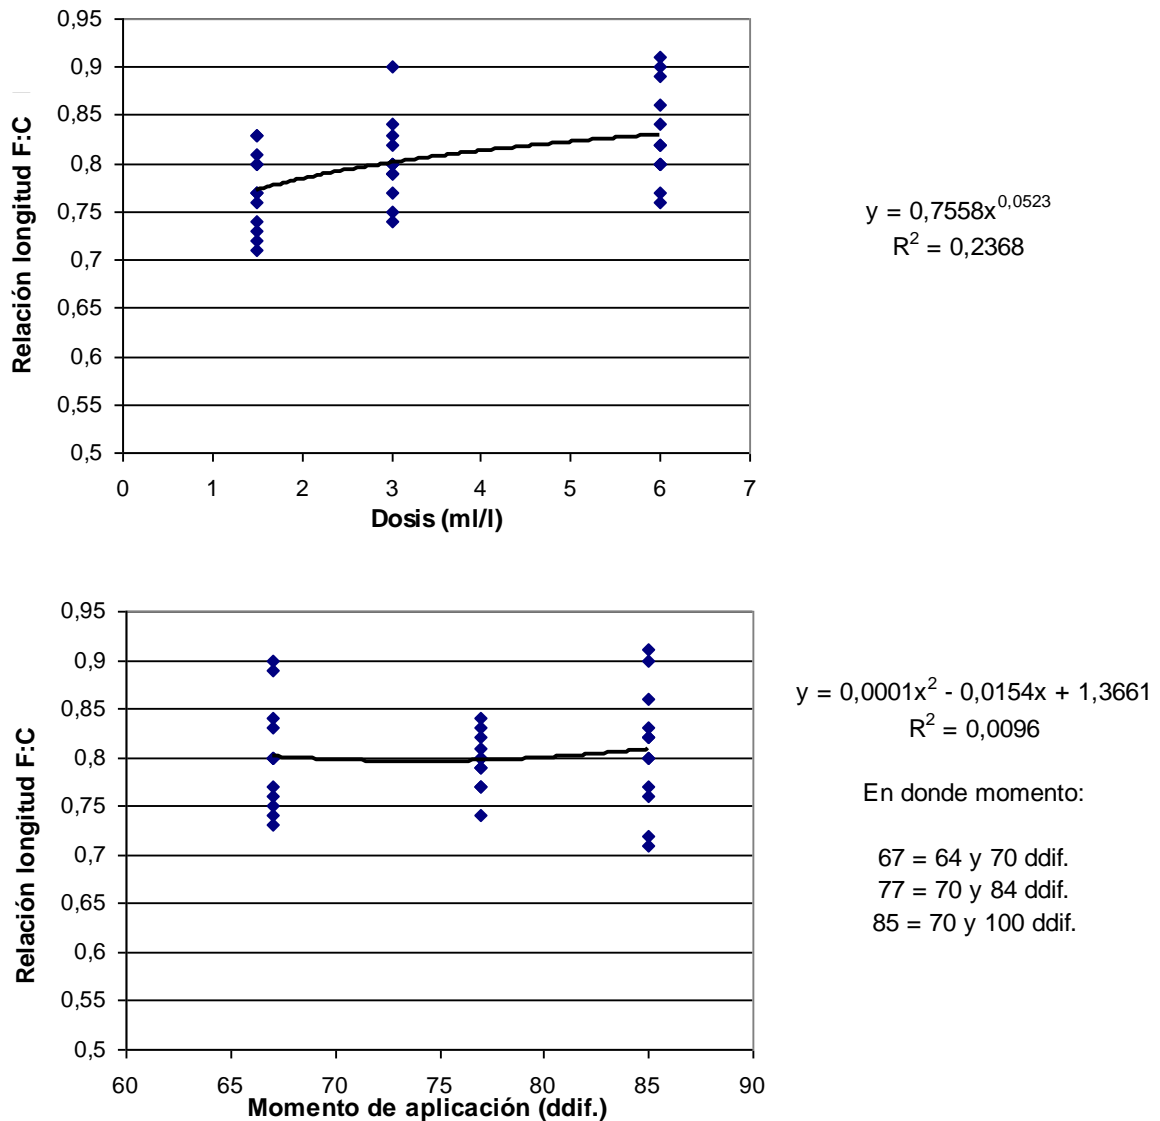 0,95
0,9
0,85
0,8
0,75
0,7
0,65
0,6
0,55
0,5
Relación longitud F:C
0 1 2 3 4 5 6 7
Dosis (ml/l)
y = 0,7558x^0,0523
R² = 0,2368
0,95
0,9
0,85
0,8
0,75
0,7
0,65
0,6
0,55
0,5
Relación longitud F:C
60 65 70 75 80 85 90
Momento de aplicación (ddif.)
y = 0,0001x² - 0,0154x + 1,3661
R² = 0,0096
En donde momento:
67 = 64 y 70 ddif.
77 = 70 y 84 ddif.
85 = 70 y 100 ddif.